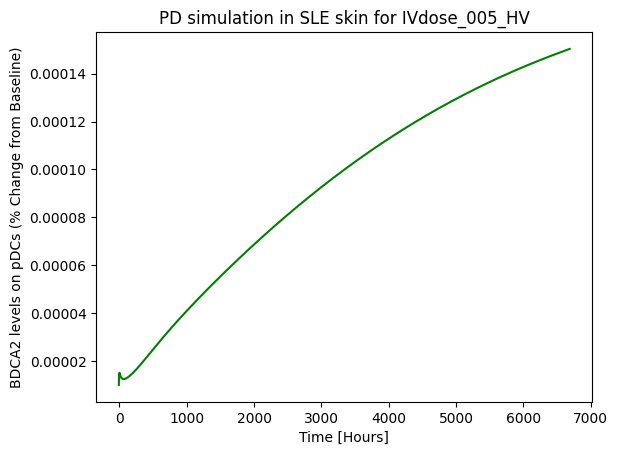 PD simulation in SLE skin for IVdose_005_HV
BDCA2 levels on pDCs (% Change from Baseline)
0.00014
0.00012
0.00010
0.00008
0.00006
0.00004
0.00002
0 1000 2000 3000 4000 5000 6000 7000
Time [Hours]